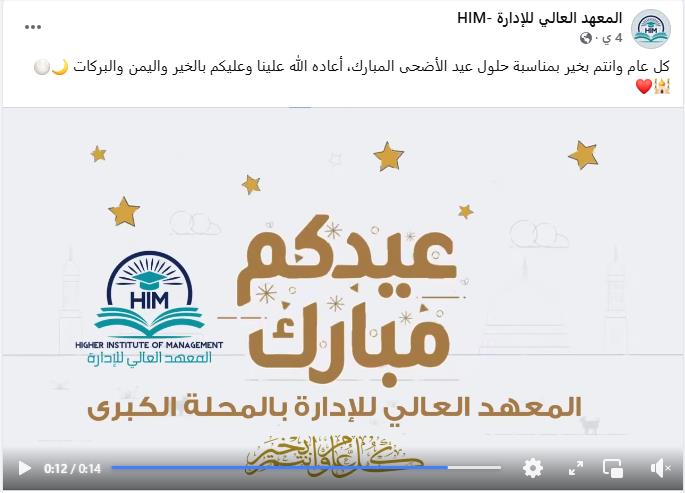 المعهد العالي للإدارة -HIM
4 ي ·
كل عام وانتم بخير بمناسبة حلول عيد الأضحى المبارك، أعاده الله علينا وعليكم بالخير واليمن والبركات 🌙🌕
🕌❤️
عيدكم
مبارك
HIM
HIGHER INSTITUTE OF MANAGEMENT
المعهد العالي للإدارة
المعهد العالي للإدارة بالمحلة الكبرى
كل عام وانتم بخير
0:12 / 0:14